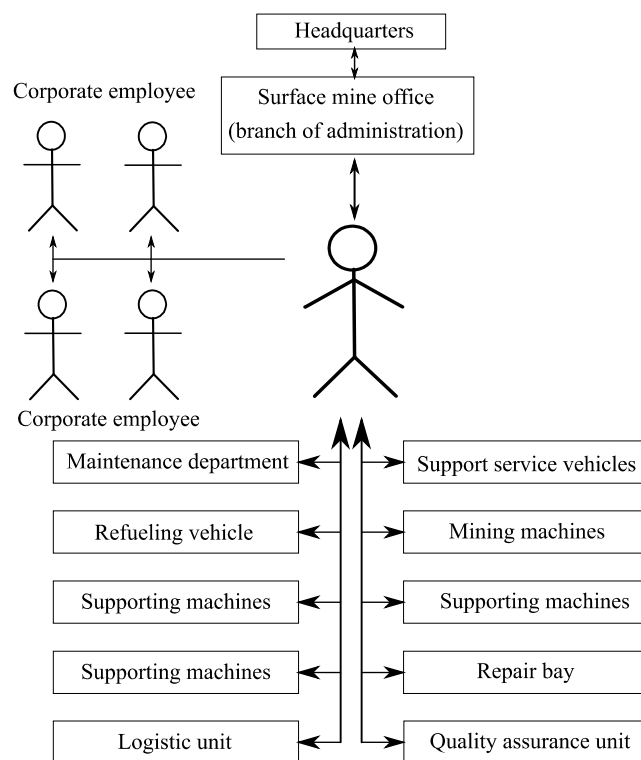 Headquarters
Corporate employee
Surface mine office
(branch of administration)
Corporate employee
Maintenance department
Support service vehicles
Refueling vehicle
Mining machines
Supporting machines
Supporting machines
Supporting machines
Repair bay
Logistic unit
Quality assurance unit